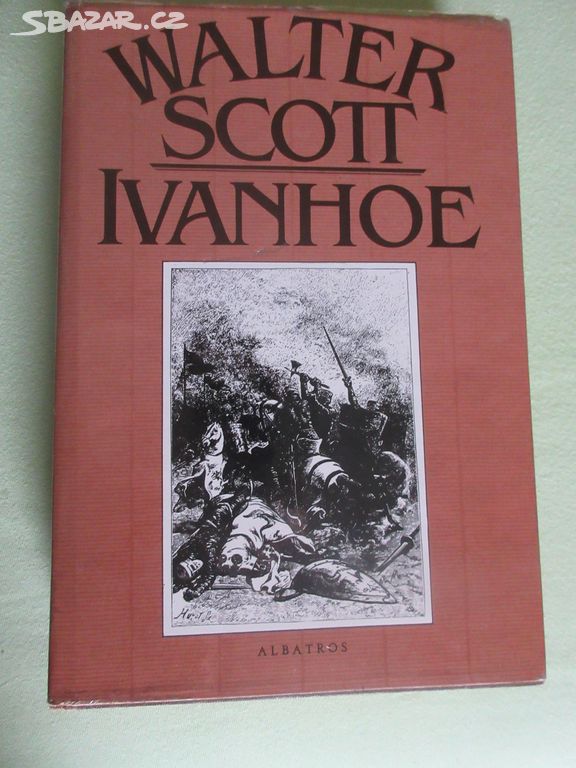 SBAZAR.CZ
WALTER
SCOTT
IVANHOE
ALBATROS